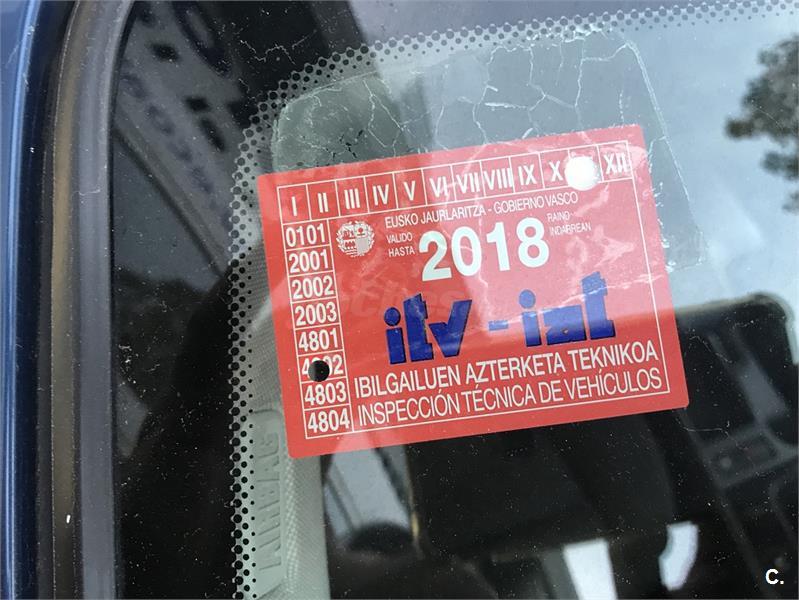 I II III IV V VI VII VIII IX X XII
EUSKO JAURLARITZA - GOBIERNO VASCO
VALIDO HASTA 2018 RAINO INDARREAN
0101
2001
2002
2003
4801
4803
4804
itv - iat
IBILGAILUEN AZTERKETA TEKNIKOA
INSPECCIÓN TÉCNICA DE VEHÍCULOS
AIRBAG
C.